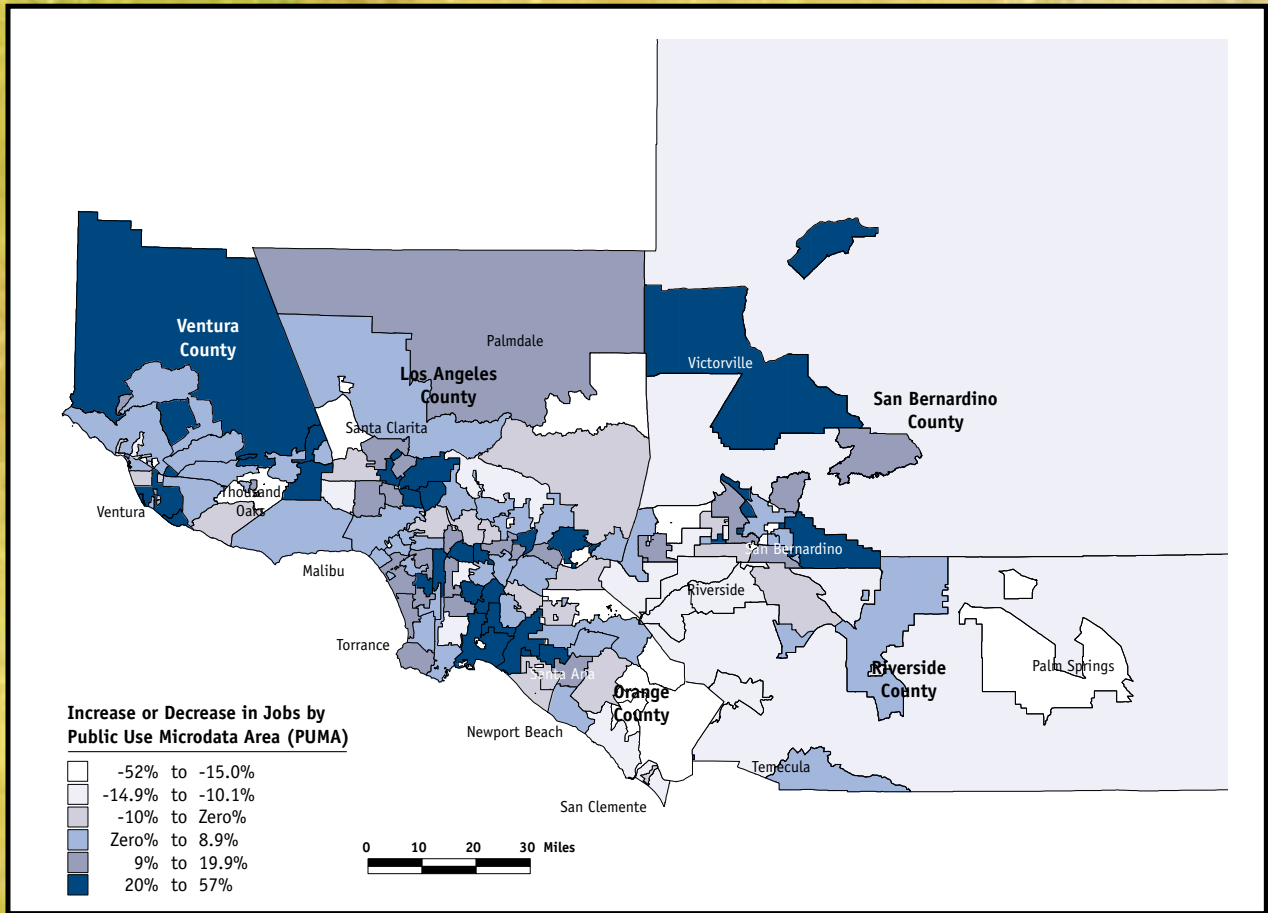 Ventura
County
Palmdale
Victorville
Los Angeles
County
San Bernardino
County
Santa Clarita
Thousand
Oaks
Ventura
San Bernardino
Malibu
Riverside
Torrance
Santa Ana
Palm Springs
Riverside
County
Orange
County
Newport Beach
Temecula
San Clemente
Increase or Decrease in Jobs by
Public Use Microdata Area (PUMA)
-52% to -15.0%
-14.9% to -10.1%
-10% to Zero%
Zero% to 8.9%
9% to 19.9%
20% to 57%
0 10 20 30 Miles